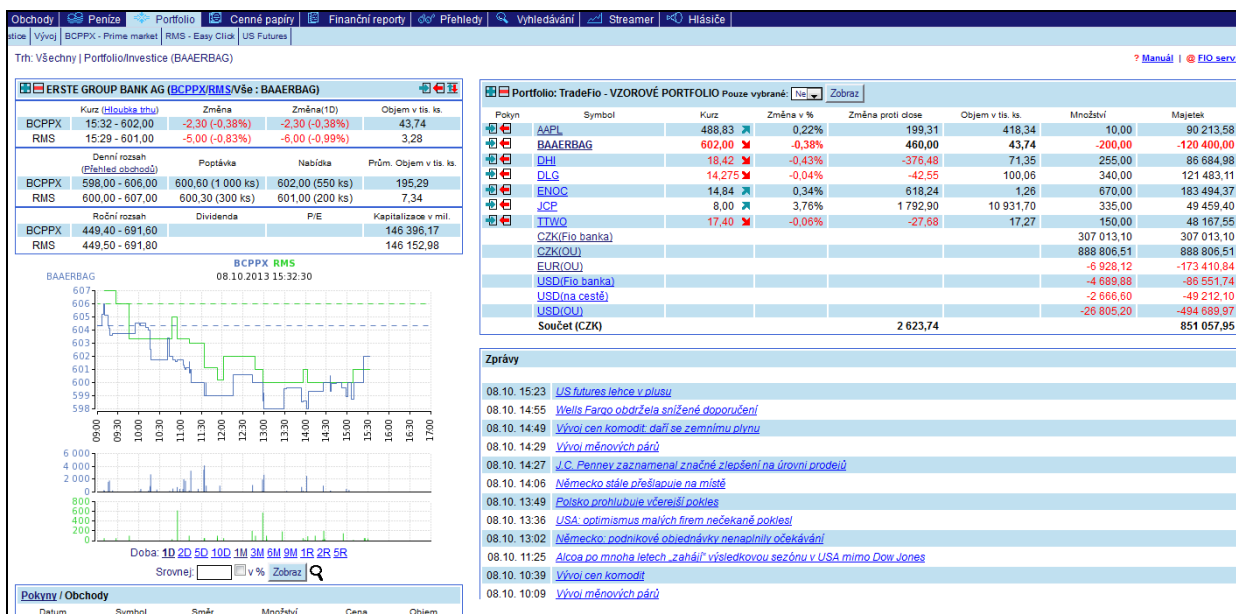 Obchody Peníze Portfolio Cenné papíry Finanční reporty Přehledy Vyhledávání Streamer Hlásiče
stice Vývoj BCPPX - Prime market RMS - Easy Click US Futures
Trh: Všechny | Portfolio/Investice (BAAERBAG)
? Manuál | @ FIO serv
ERSTE GROUP BANK AG (BCPPX/RMS/Vše : BAAERBAG)
Kurz (Hloubka trhu) Změna Změna(1D) Objem v tis. ks.
BCPPX 15:32 - 602,00 -2,30 (-0,38%) -2,30 (-0,38%) 43,74
RMS 15:29 - 601,00 -5,00 (-0,83%) -6,00 (-0,99%) 3,28
Denní rozsah (Přehled obchodů) Poptávka Nabídka Prům. Objem v tis. ks.
BCPPX 598,00 - 606,00 600,60 (1 000 ks) 602,00 (550 ks) 195,29
RMS 600,00 - 607,00 600,30 (300 ks) 601,00 (200 ks) 7,34
Roční rozsah Dividenda P/E Kapitalizace v mil.
BCPPX 449,40 - 691,60 146 396,17
RMS 449,50 - 691,80 146 152,98
BCPPX RMS
BAAERBAG 08.10.2013 15:32:30
607
606
605
604
603
602
601
600
599
598
09:00 09:30 10:00 10:30 11:00 11:30 12:00 12:30 13:00 13:30 14:00 14:30 15:00 15:30 16:00 16:30 17:00
6 000
4 000
2 000
0
800
600
400
200
0
Doba: 1D 2D 5D 10D 1M 3M 6M 9M 1R 2R 5R
Srovnej: v % Zobraz
Pokyny / Obchody
Datum Symbol Směr Množství Cena Objem
Portfolio: TradeFio - VZOROVÉ PORTFOLIO Pouze vybrané: Ne Zobraz
Pokyn Symbol Kurz Změna v % Změna proti close Objem v tis. ks. Množství Majetek
AAPL 488,83 0,22% 199,31 418,34 10,00 90 213,58
BAAERBAG 602,00 -0,38% 460,00 43,74 -200,00 -120 400,00
DHI 18,42 -0,43% -376,48 71,35 255,00 86 684,98
DLG 14,275 -0,04% -42,55 100,06 340,00 121 483,11
ENOC 14,84 0,34% 618,24 1,26 670,00 183 494,37
JCP 8,00 3,76% 1 792,90 10 931,70 335,00 49 459,40
TTWO 17,40 -0,06% -27,68 17,27 150,00 48 167,55
CZK(Fio banka) 307 013,10 307 013,10
CZK(OU) 888 806,51 888 806,51
EUR(OU) -6 928,12 -173 410,84
USD(Fio banka) -4 689,88 -86 551,74
USD(na cestě) -2 666,60 -49 212,10
USD(OU) -26 805,20 -494 689,97
Součet (CZK) 2 623,74 851 057,95
Zprávy
08.10. 15:23 US futures lehce v plusu
08.10. 14:55 Wells Fargo obdržela snížené doporučení
08.10. 14:49 Vývoj cen komodit: daří se zemnímu plynu
08.10. 14:29 Vývoj měnových párů
08.10. 14:27 J.C. Penney zaznamenal značné zlepšení na úrovni prodejů
08.10. 14:06 Německo stále přešlapuje na místě
08.10. 13:49 Polsko prohlubuje včerejší pokles
08.10. 13:36 USA: optimismus malých firem nečekaně poklesl
08.10. 13:02 Německo: podnikové objednávky nenaplnily očekávání
08.10. 11:25 Alcoa po mnoha letech „zahájí" výsledkovou sezónu v USA mimo Dow Jones
08.10. 10:39 Vývoj cen komodit
08.10. 10:09 Vývoj měnových párů